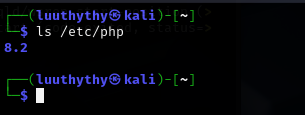 ┌──(luuthythy㉿kali)-[~]
└─$ ls /etc/php
8.2
┌──(luuthythy㉿kali)-[~]
└─$